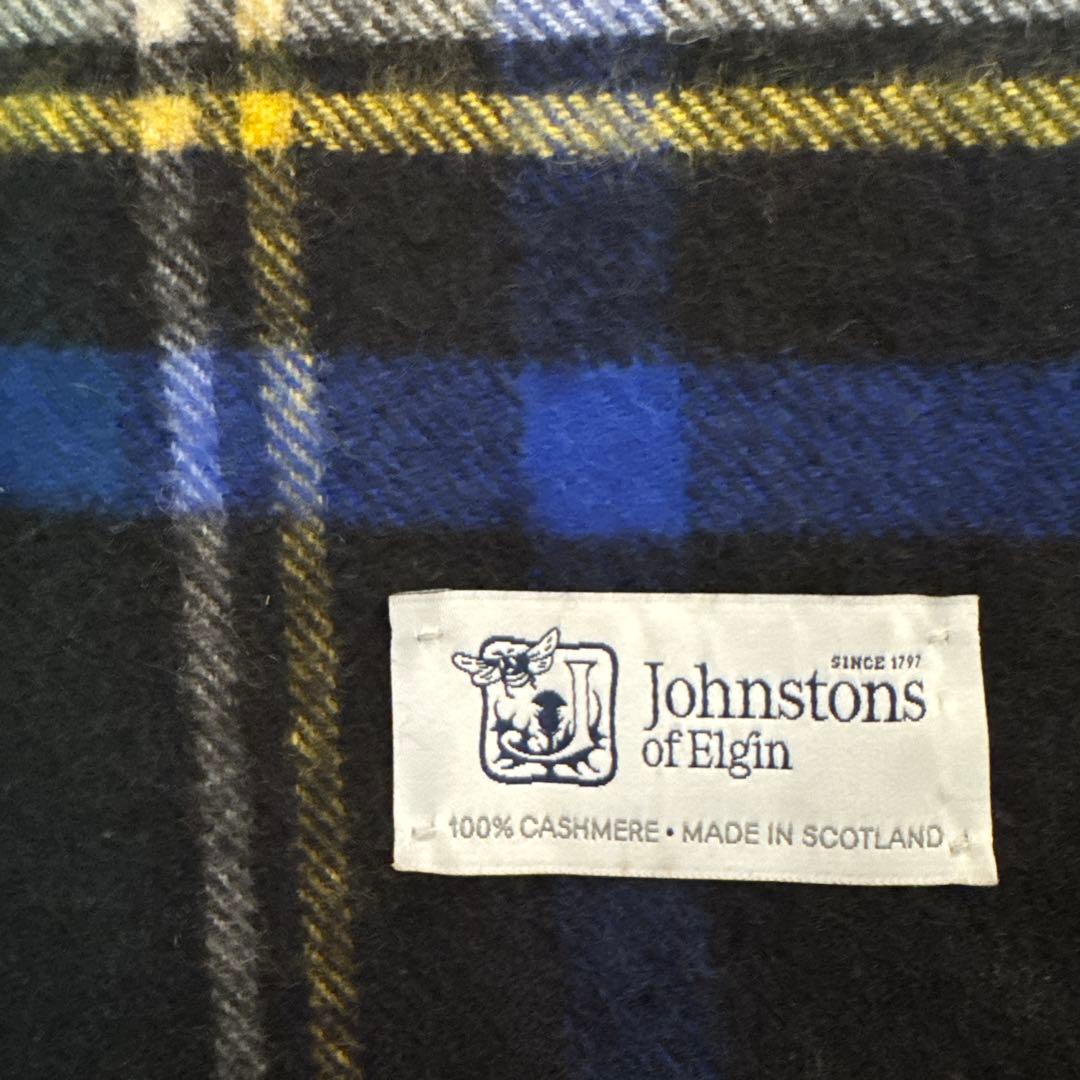 SINCE 1797
Johnstons
of Elgin
100% CASHMERE • MADE IN SCOTLAND